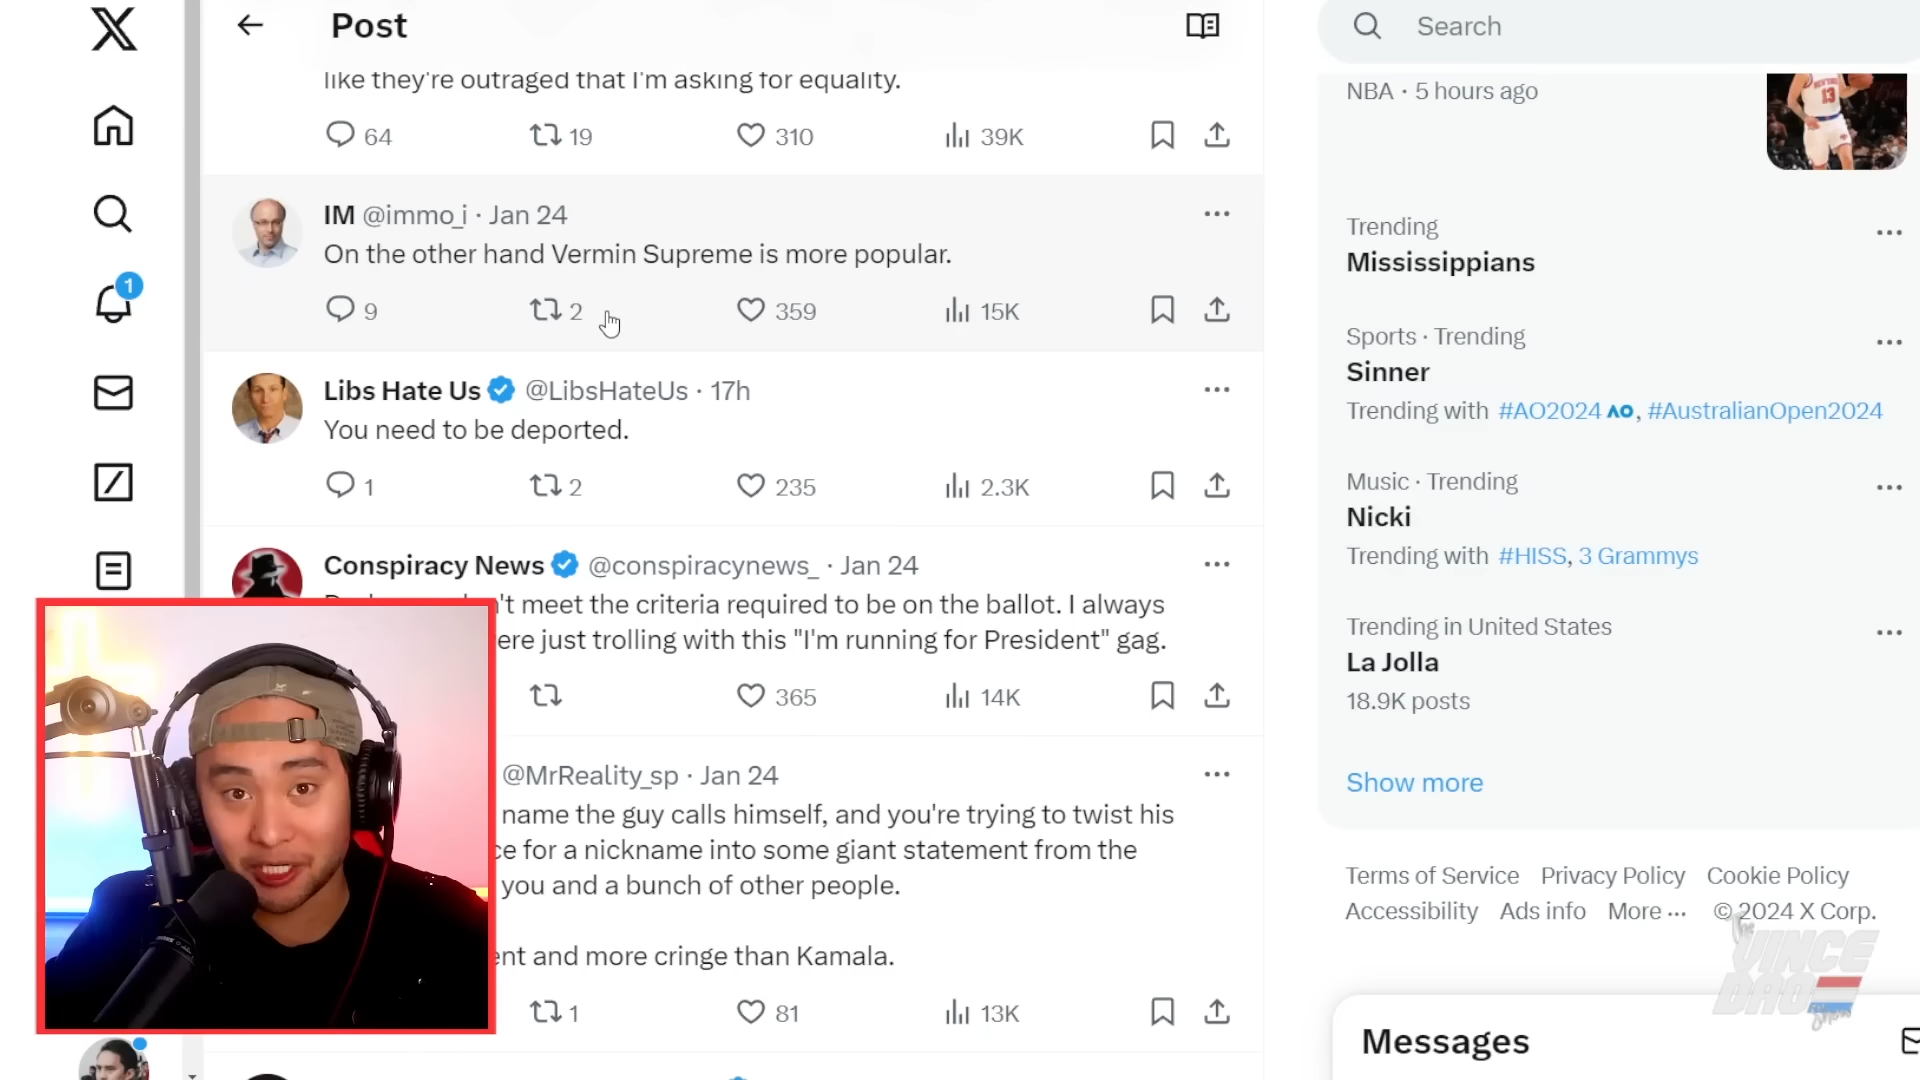 Post
Search
like they're outraged that I'm asking for equality.
64 19 310 39K
IM @immo_i · Jan 24
On the other hand Vermin Supreme is more popular.
9 2 359 15K
Libs Hate Us @LibsHateUs · 17h
You need to be deported.
1 2 235 2.3K
Conspiracy News @conspiracynews_ · Jan 24
't meet the criteria required to be on the ballot. I always
ere just trolling with this "I'm running for President" gag.
365 14K
@MrReality_sp · Jan 24
name the guy calls himself, and you're trying to twist his
ce for a nickname into some giant statement from the
you and a bunch of other people.
ent and more cringe than Kamala.
1 81 13K
1
NBA · 5 hours ago
13
Trending
Mississippians
Sports · Trending
Sinner
Trending with #AO2024 AO, #AustralianOpen2024
Music · Trending
Nicki
Trending with #HISS, 3 Grammys
Trending in United States
La Jolla
18.9K posts
Show more
Terms of Service Privacy Policy Cookie Policy
Accessibility Ads info More ··· © 2024 X Corp.
The
VINCE
DAO
Show
Messages